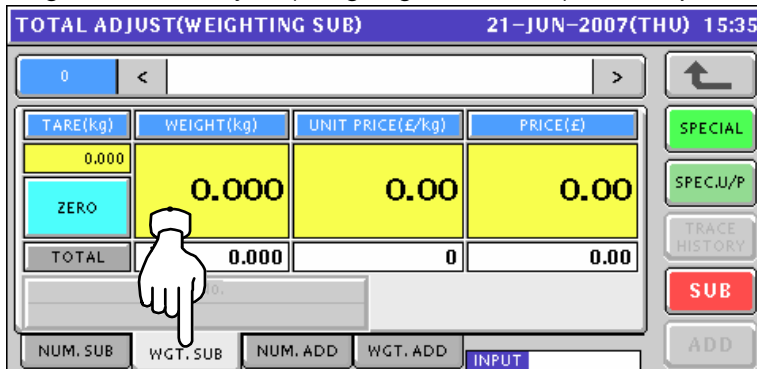 TOTAL ADJUST(WEIGHTING SUB) 21-JUN-2007(THU) 15:35
0 < >
TARE(kg) WEIGHT(kg) UNIT PRICE(£/kg) PRICE(£) SPECIAL
0.000
0.000 0.00 0.00 SPEC.U/P
ZERO
TRACE
HISTORY
TOTAL 0.000 0 0.00
SUB
NUM. SUB WGT. SUB NUM. ADD WGT. ADD INPUT ADD